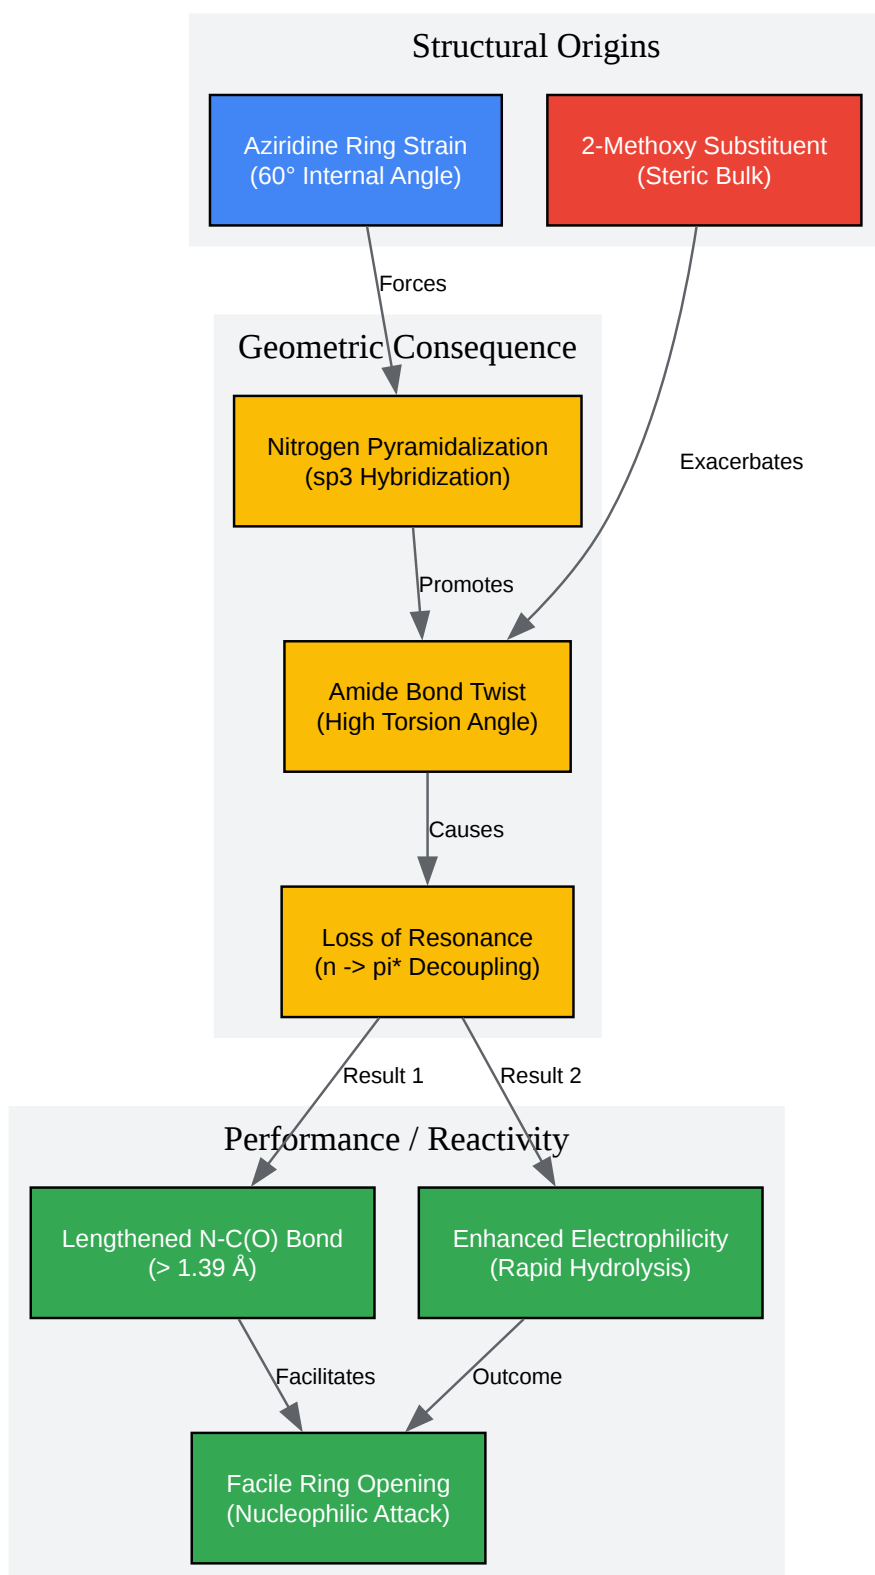 Structural Origins
Aziridine Ring Strain
(60° Internal Angle)
2-Methoxy Substituent
(Steric Bulk)
Forces
Geometric Consequence
Nitrogen Pyramidalization
(sp3 Hybridization)
Exacerbates
Promotes
Amide Bond Twist
(High Torsion Angle)
Causes
Loss of Resonance
(n -> pi* Decoupling)
Result 1
Result 2
Performance / Reactivity
Lengthened N-C(O) Bond
(> 1.39 Å)
Enhanced Electrophilicity
(Rapid Hydrolysis)
Facilitates
Outcome
Facile Ring Opening
(Nucleophilic Attack)